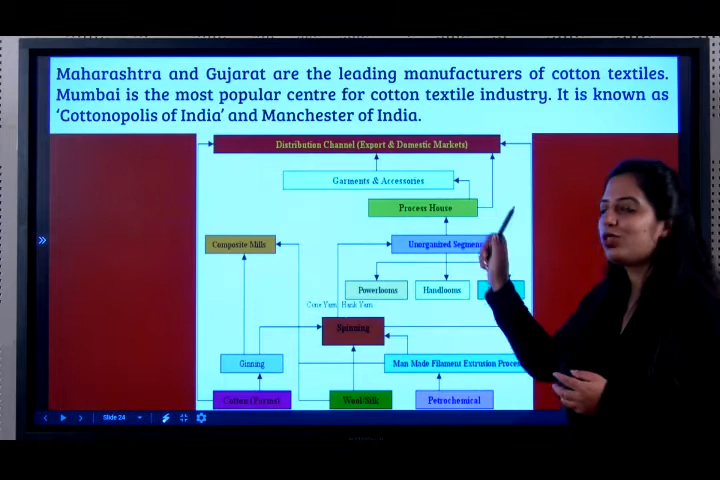 Maharashtra and Gujarat are the leading manufacturers of cotton textiles.
Mumbai is the most popular centre for cotton textile industry. It is known as
‘Cottonopolis of India’ and Manchester of India.
Distribution Channel (Export & Domestic Markets)
Garments & Accessories
Process House
Composite Mills
Unorganized
Powerlooms
Handlooms
Cone Yarn Hank Yarn
Spinning
Ginning
Man Made Filament Extrusion
Cotton (Farms)
Wool/Silk
Petrochemical
Slide 24